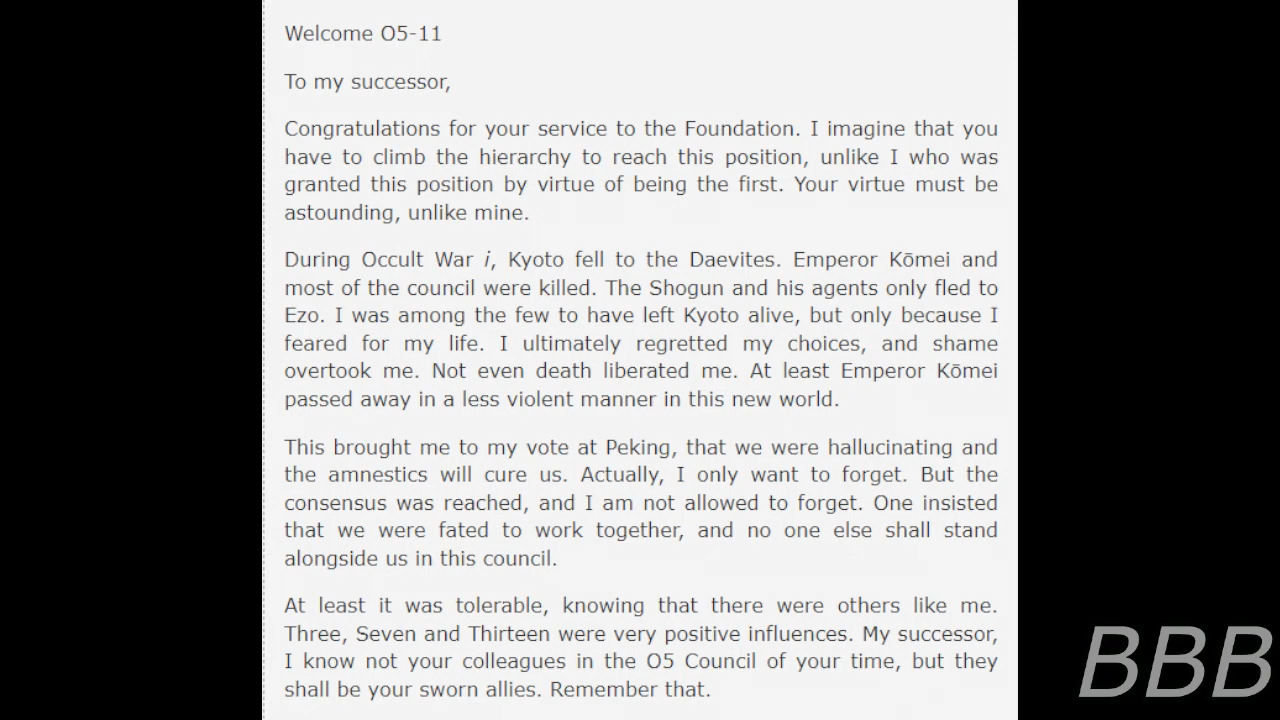 Welcome O5-11
To my successor,
Congratulations for your service to the Foundation. I imagine that you
have to climb the hierarchy to reach this position, unlike I who was
granted this position by virtue of being the first. Your virtue must be
astounding, unlike mine.
During Occult War i, Kyoto fell to the Daevites. Emperor Kōmei and
most of the council were killed. The Shogun and his agents only fled to
Ezo. I was among the few to have left Kyoto alive, but only because I
feared for my life. I ultimately regretted my choices, and shame
overtook me. Not even death liberated me. At least Emperor Kōmei
passed away in a less violent manner in this new world.
This brought me to my vote at Peking, that we were hallucinating and
the amnestics will cure us. Actually, I only want to forget. But the
consensus was reached, and I am not allowed to forget. One insisted
that we were fated to work together, and no one else shall stand
alongside us in this council.
At least it was tolerable, knowing that there were others like me.
Three, Seven and Thirteen were very positive influences. My successor,
I know not your colleagues in the O5 Council of your time, but they
shall be your sworn allies. Remember that.
BBB